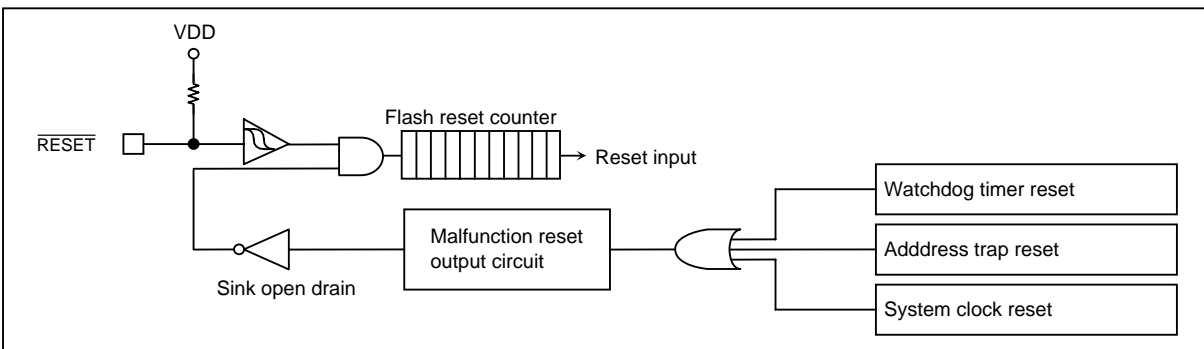 VDD
RESET
Flash reset counter
Reset input
Watchdog timer reset
Malfunction reset
output circuit
Adddress trap reset
Sink open drain
System clock reset